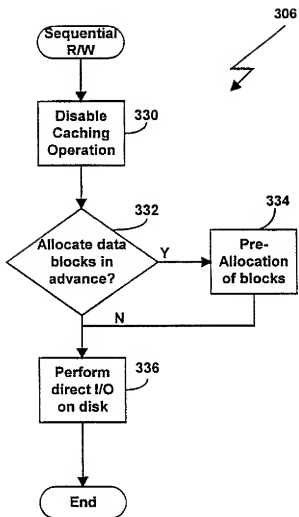 306
Sequential
R/W
Disable
Caching
Operation
330
332
Allocate data
blocks in
advance?
Y
334
Pre-
Allocation
of blocks
N
Perform
direct I/O
on disk
336
End